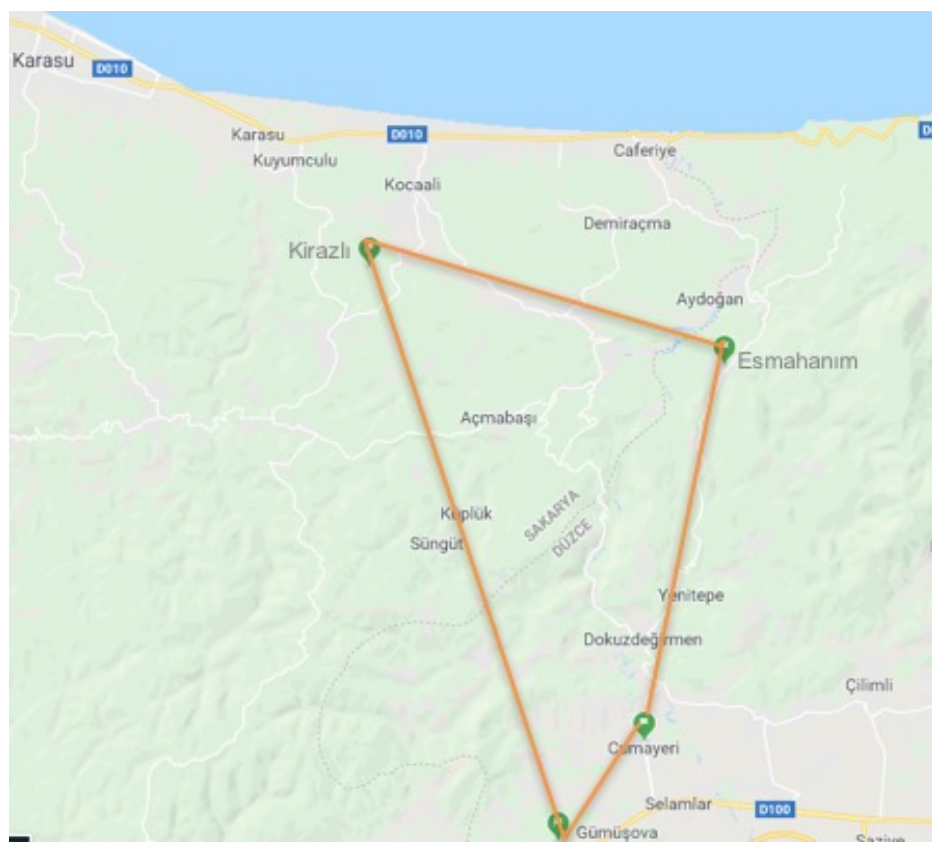 Karasu
D010
Karasu
D010
Kuyumculu
Caferiye
Kocaali
Demiraçma
Kirazlı
Aydoğan
Esmahanım
Açmabaşı
Küplük
SAKARYA
DÜZCE
Süngüt
Yenitepe
Dokuzdeğirmen
Çilimli
Cumayeri
Selamlar
D100
Gümüşova